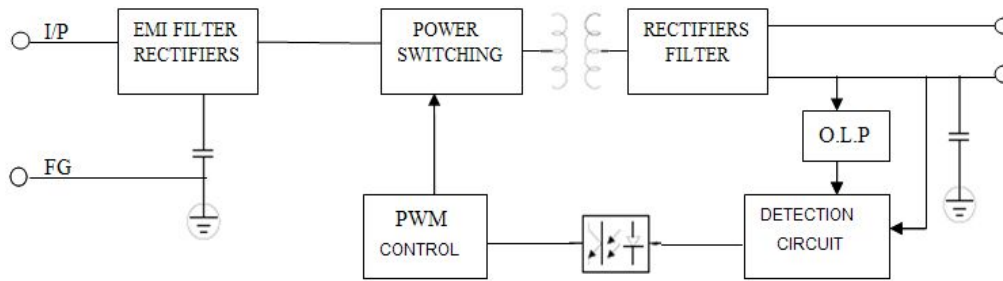 I/P
EMI FILTER
RECTIFIERS
POWER
SWITCHING
RECTIFIERS
FILTER
O.L.P
FG
PWM
CONTROL
DETECTION
CIRCUIT